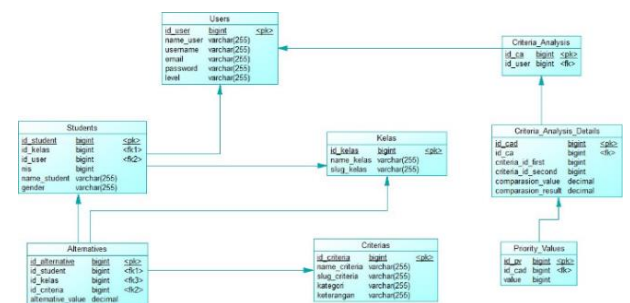 Users
id_user bigint <pk>
name_user varchar(255)
username varchar(255)
email varchar(255)
password varchar(255)
level varchar(255)
Criteria_Analysis
id_ca bigint <pk>
id_user bigint <fk>
Students
id_student bigint <pk>
id_kelas bigint <fk1>
id_user bigint <fk2>
nis bigint
name_student varchar(255)
gender varchar(255)
Kelas
id_kelas bigint <pk>
name_kelas varchar(255)
slug_kelas varchar(255)
Criteria_Analysis_Details
id_cad bigint <pk>
id_ca bigint <fk>
criteria_id_first bigint
criteria_id_second bigint
comparasion_value decimal
comparasion_result decimal
Alternatives
id_alternative bigint <pk>
id_student bigint <fk1>
id_kelas bigint <fk3>
id_criteria bigint <fk2>
alternative_value decimal
Criterias
id_criteria bigint <pk>
name_criteria varchar(255)
slug_criteria varchar(255)
kategori varchar(255)
keterangan varchar(255)
Priority_Values
id_pv bigint <pk>
id_cad bigint <fk>
value bigint